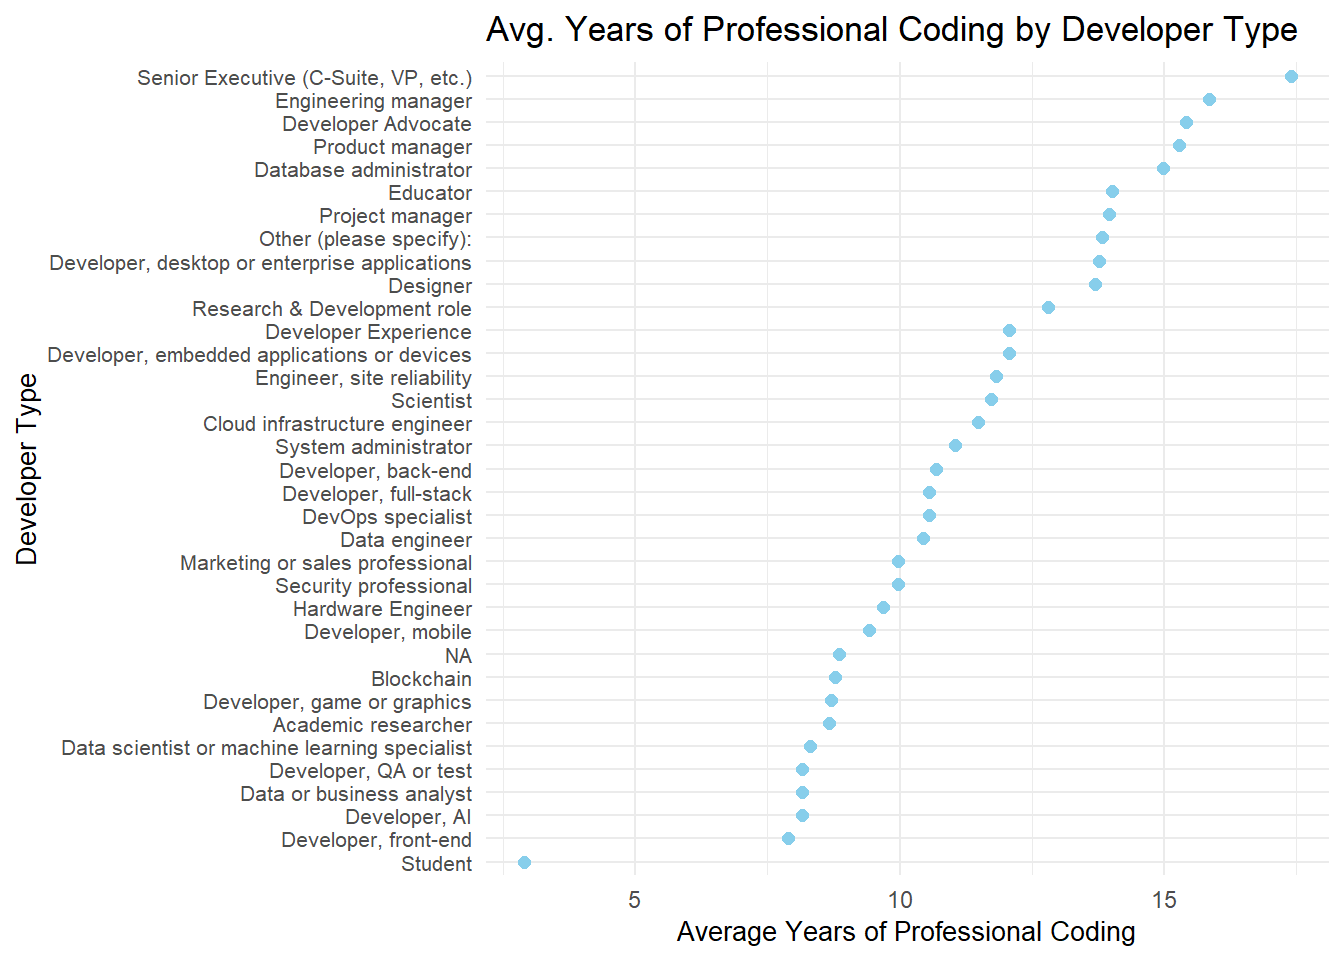 Avg. Years of Professional Coding by Developer Type
Senior Executive (C-Suite, VP, etc.)
Engineering manager
Developer Advocate
Product manager
Database administrator
Educator
Project manager
Other (please specify):
Developer, desktop or enterprise applications
Designer
Research & Development role
Developer Experience
Developer, embedded applications or devices
Engineer, site reliability
Scientist
Cloud infrastructure engineer
System administrator
Developer, back-end
Developer, full-stack
DevOps specialist
Data engineer
Marketing or sales professional
Security professional
Hardware Engineer
Developer, mobile
NA
Blockchain
Developer, game or graphics
Academic researcher
Data scientist or machine learning specialist
Developer, QA or test
Data or business analyst
Developer, AI
Developer, front-end
Student
Developer Type
5 10 15
Average Years of Professional Coding